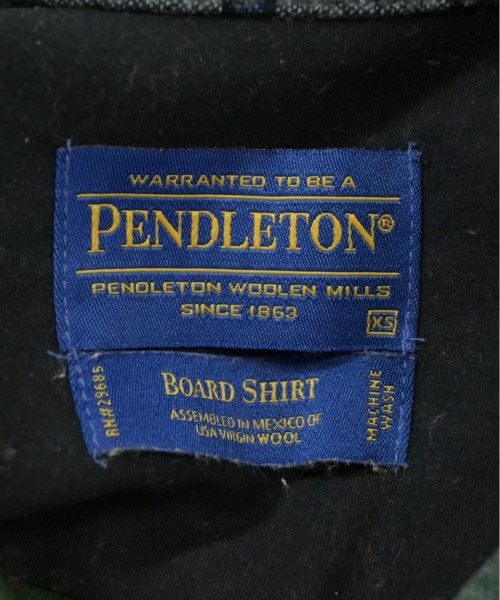 WARRANTED TO BE A
PENDLETON®
PENDLETON WOOLEN MILLS
SINCE 1863
XS
RN#29685
BOARD SHIRT
ASSEMBLED IN MEXICO OF
USA VIRGIN WOOL
MACHINE
WASH